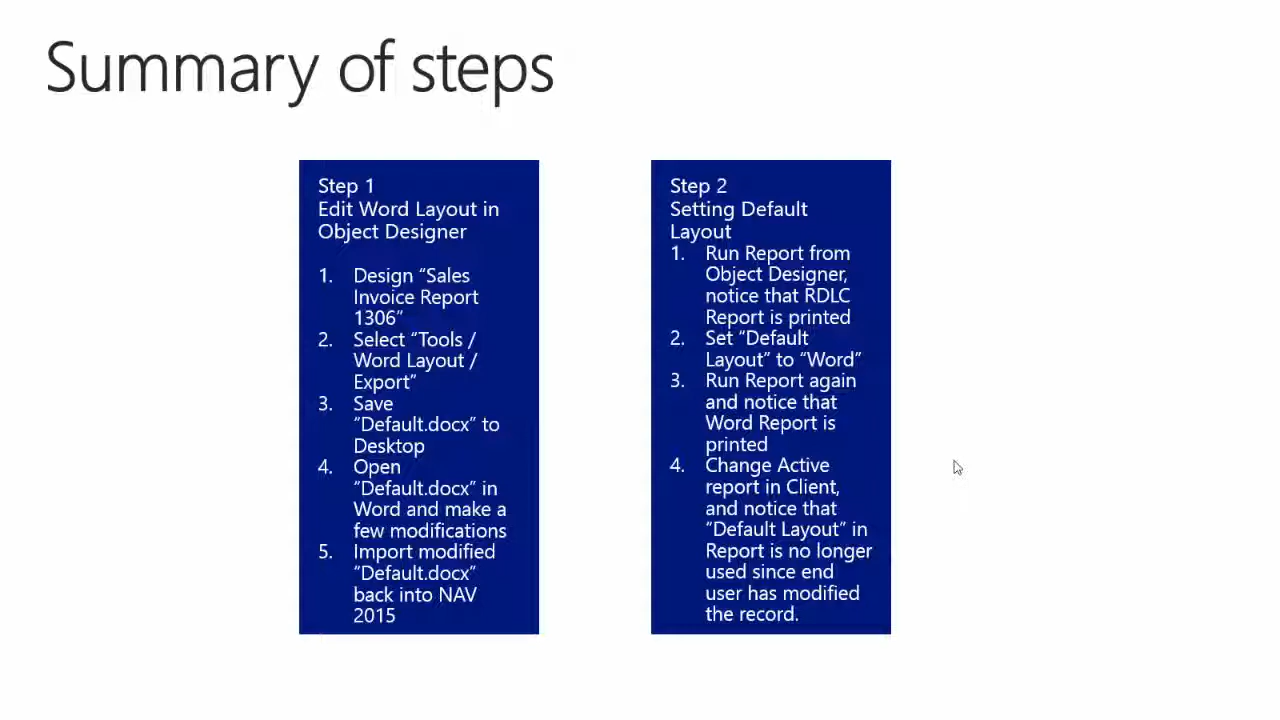 Summary of steps
Step 1
Edit Word Layout in
Object Designer
1. Design “Sales
Invoice Report
1306”
2. Select “Tools /
Word Layout /
Export”
3. Save
“Default.docx” to
Desktop
4. Open
“Default.docx” in
Word and make a
few modifications
5. Import modified
“Default.docx”
back into NAV
2015
Step 2
Setting Default
Layout
1. Run Report from
Object Designer,
notice that RDLC
Report is printed
2. Set “Default
Layout” to “Word”
3. Run Report again
and notice that
Word Report is
printed
4. Change Active
report in Client,
and notice that
“Default Layout” in
Report is no longer
used since end
user has modified
the record.